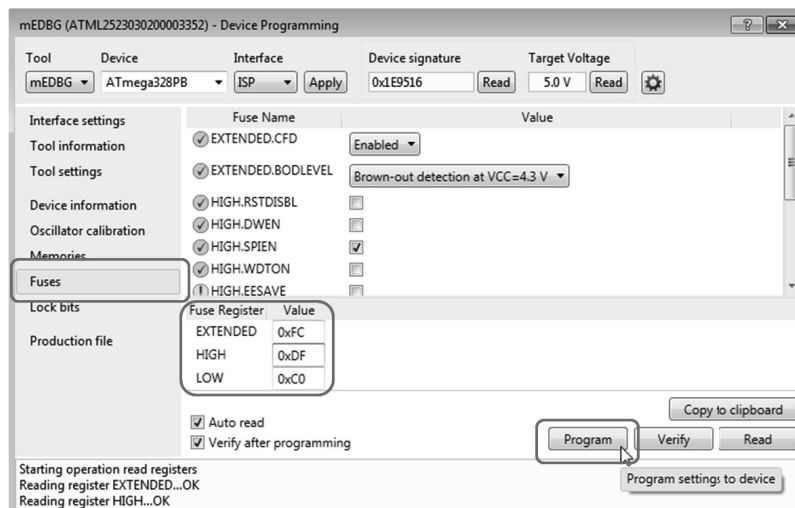 mEDBG (ATML2523030200003352) - Device Programming
Tool Device Interface Device signature Target Voltage
mEDBG ATmega328PB ISP Apply 0x1E9516 Read 5.0 V Read
Interface settings
Tool information
Tool settings
Device information
Oscillator calibration
Memories
Fuses
Lock bits
Production file
Fuse Name Value
EXTENDED.CFD Enabled
EXTENDED.BODLEVEL Brown-out detection at VCC=4.3 V
HIGH.RSTDISBL
HIGH.DWEN
HIGH.SPIEN
HIGH.WDTON
HIGH.EESAVE
Fuse Register Value
EXTENDED 0xFC
HIGH 0xDF
LOW 0xC0
Copy to clipboard
Auto read
Verify after programming
Program Verify Read
Program settings to device
Starting operation read registers
Reading register EXTENDED...OK
Reading register HIGH...OK